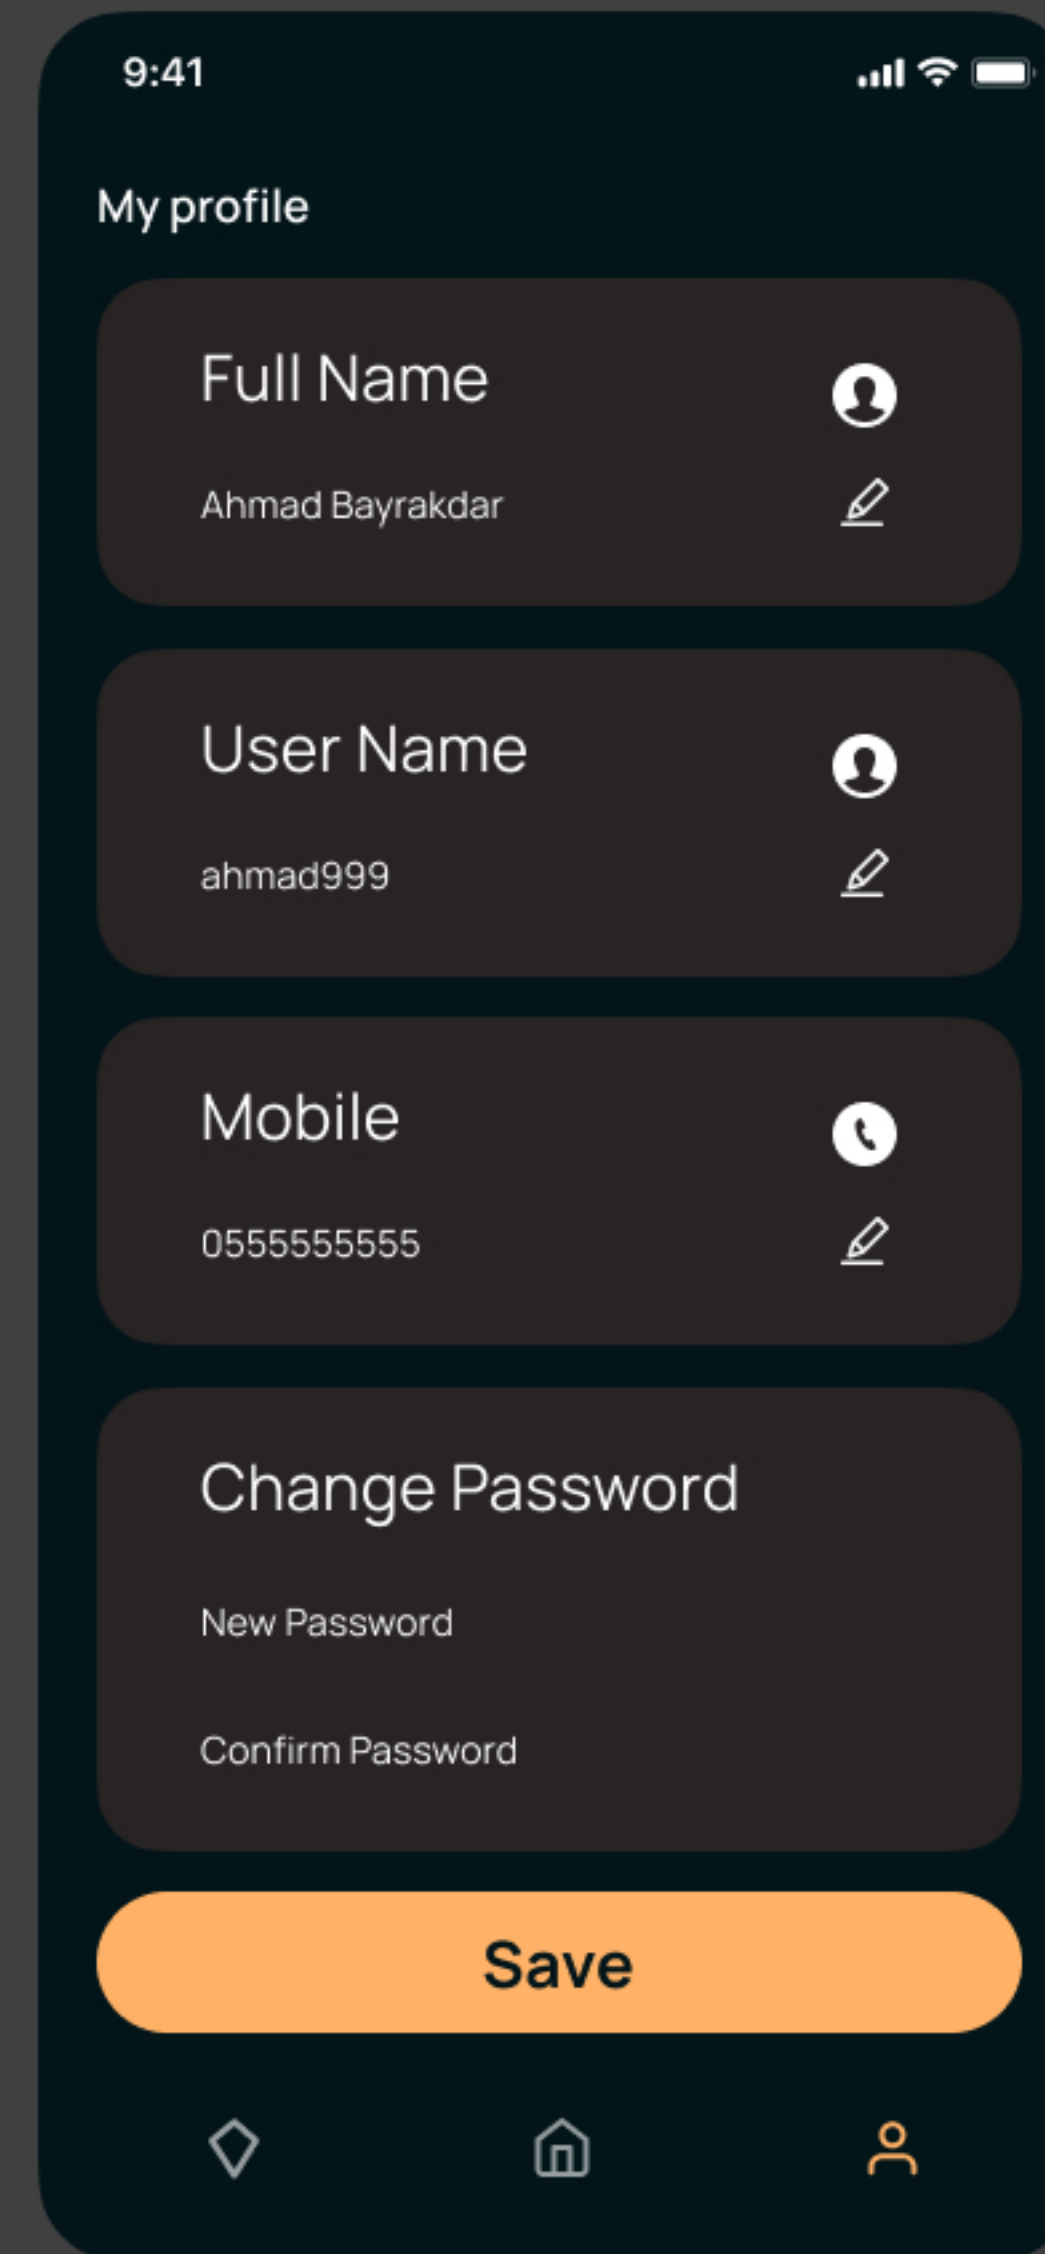 9:41
My profile
Full Name
Ahmad Bayrakdar
User Name
ahmad999
Mobile
0555555555
Change Password
New Password
Confirm Password
Save